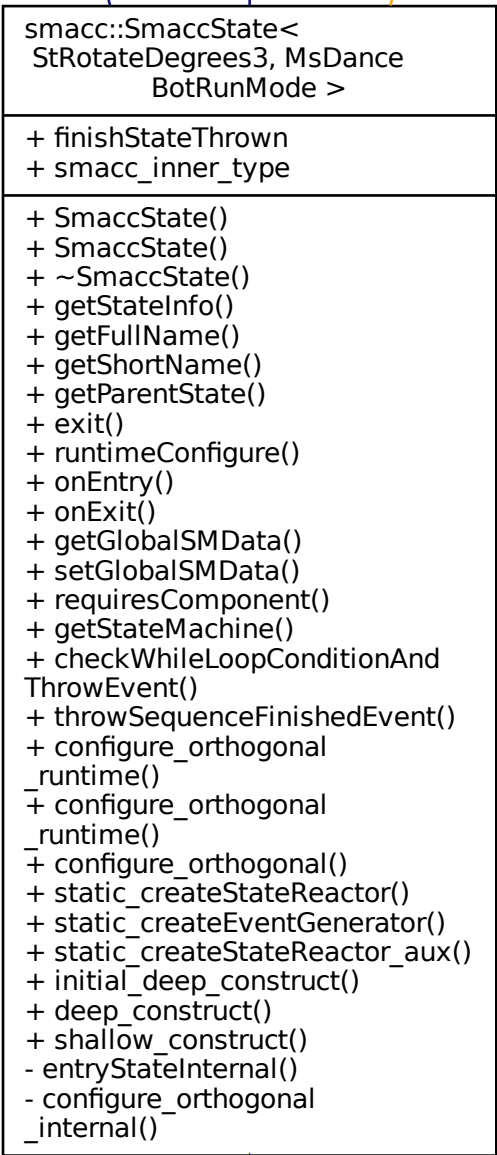 smacc::SmaccState<
StRotateDegrees3, MsDance
BotRunMode >
+ finishStateThrown
+ smacc_inner_type
+ SmaccState()
+ SmaccState()
+ ~SmaccState()
+ getStateInfo()
+ getFullName()
+ getShortName()
+ getParentState()
+ exit()
+ runtimeConfigure()
+ onEntry()
+ onExit()
+ getGlobalSMData()
+ setGlobalSMData()
+ requiresComponent()
+ getStateMachine()
+ checkWhileLoopConditionAnd
ThrowEvent()
+ throwSequenceFinishedEvent()
+ configure_orthogonal
_runtime()
+ configure_orthogonal
_runtime()
+ configure_orthogonal()
+ static_createStateReactor()
+ static_createEventGenerator()
+ static_createStateReactor_aux()
+ initial_deep_construct()
+ deep_construct()
+ shallow_construct()
- entryStateInternal()
- configure_orthogonal
_internal()